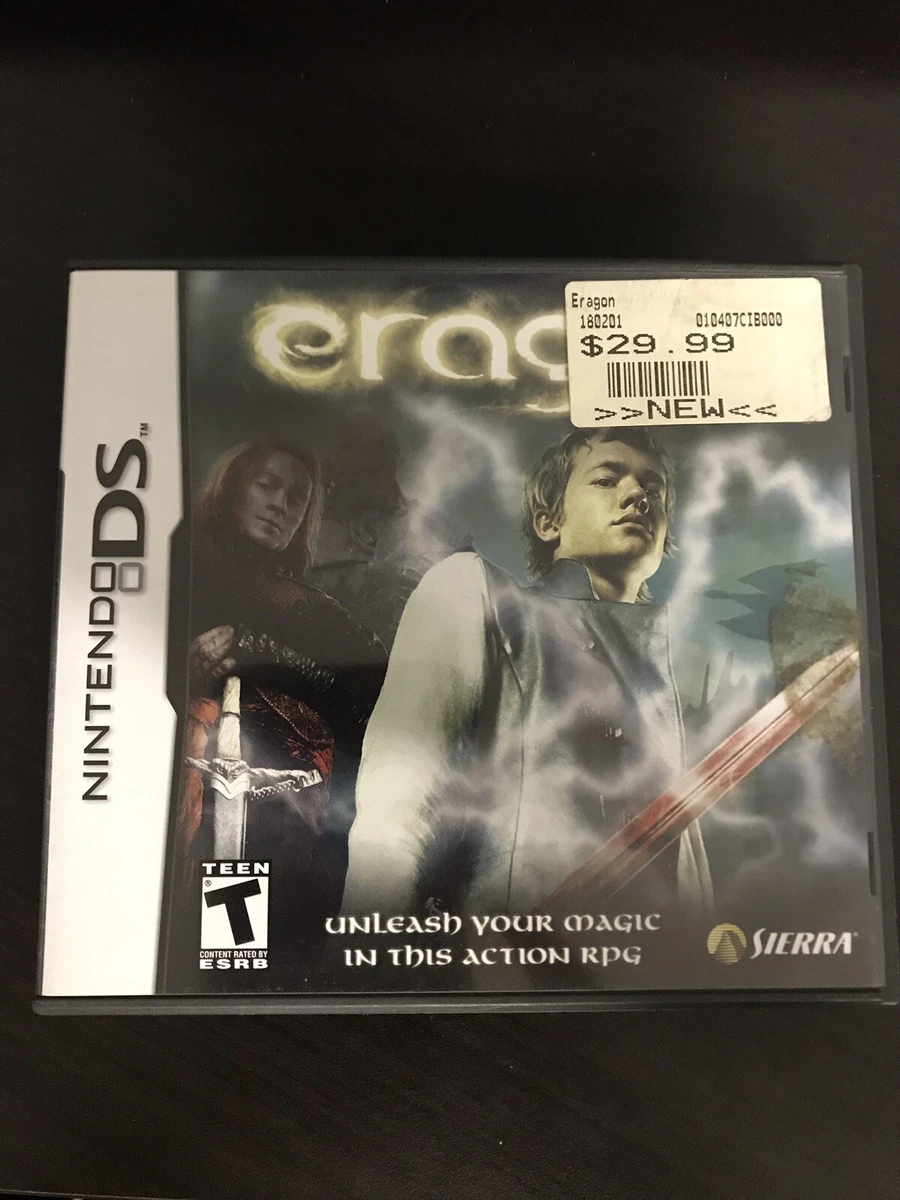 erag
Eragon
180201 010407CIB000
$29.99
>>NEW<<
NINTENDO DS™
TEEN
T
®
CONTENT RATED BY
ESRB
UNLEASH YOUR MAGIC
IN THIS ACTION RPG
SIERRA